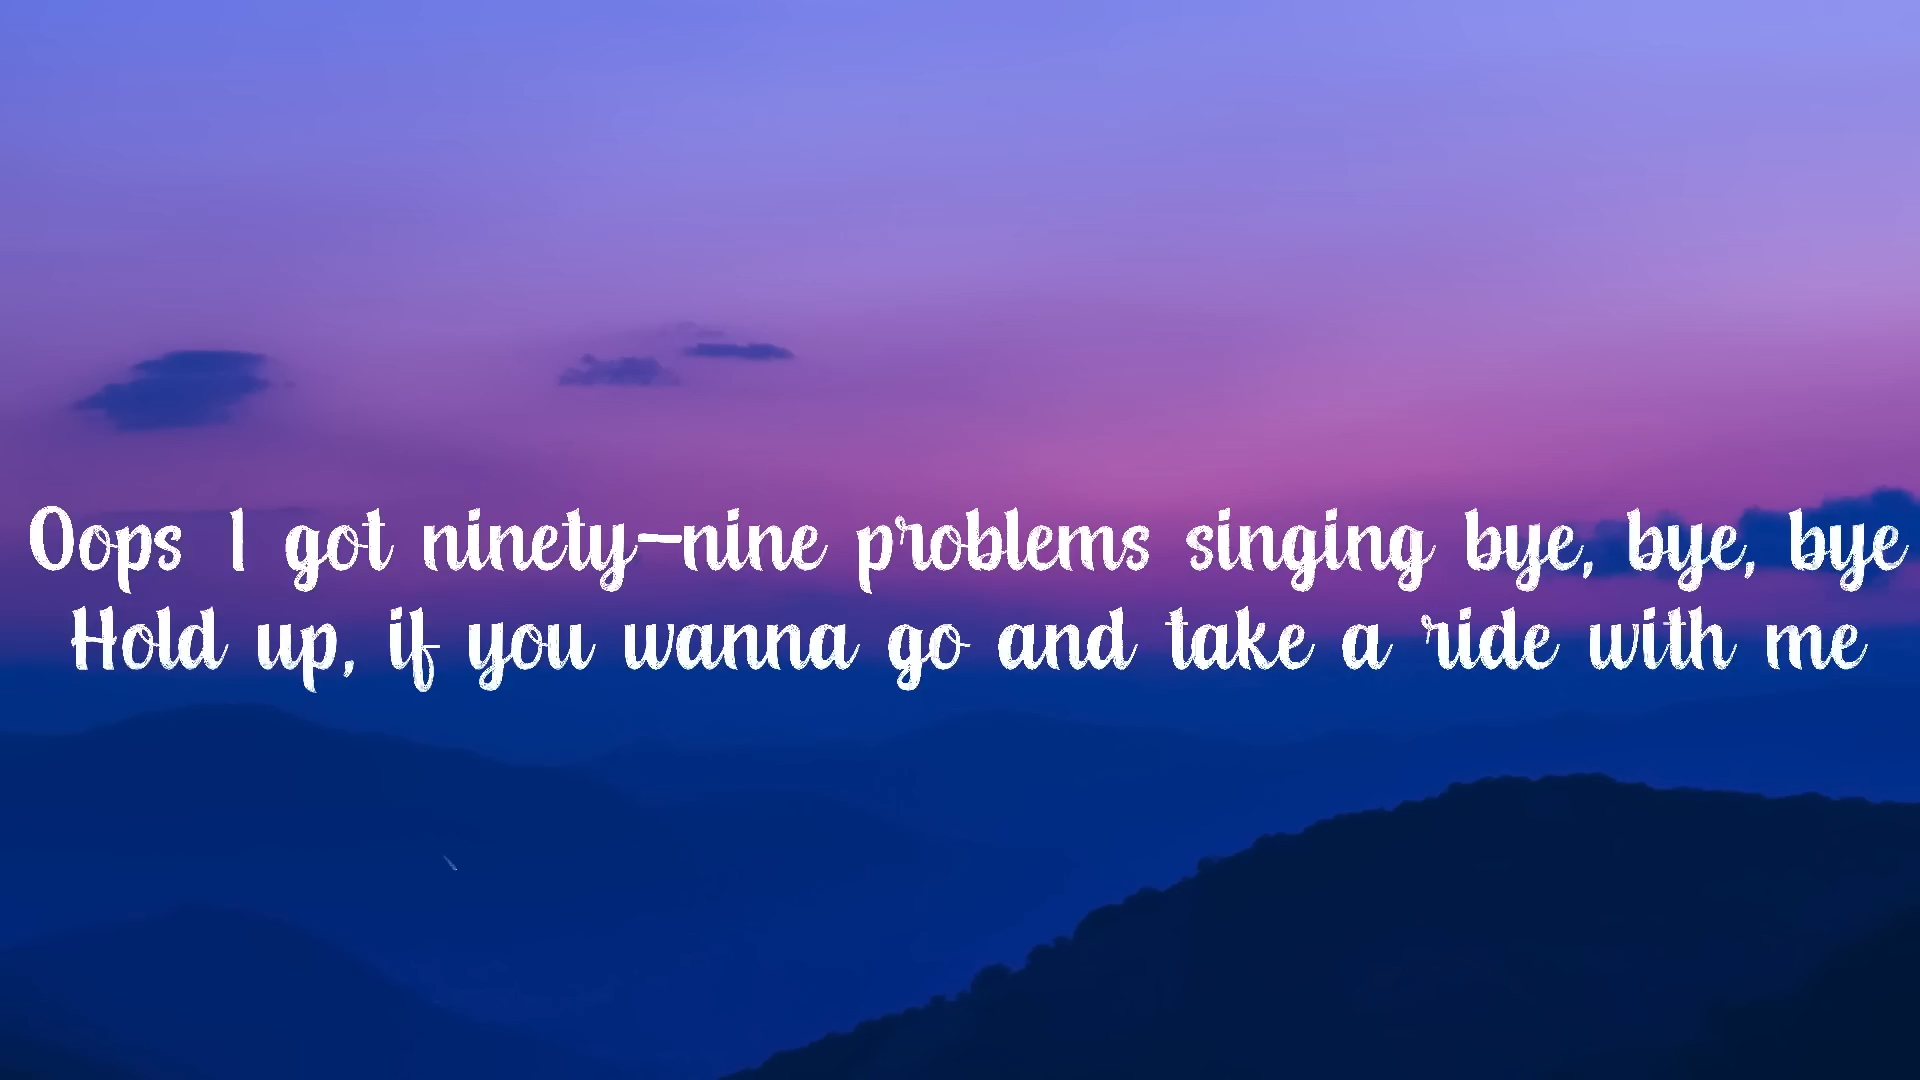 Oops I got ninety-nine problems singing bye, bye, bye
Hold up, if you wanna go and take a ride with me